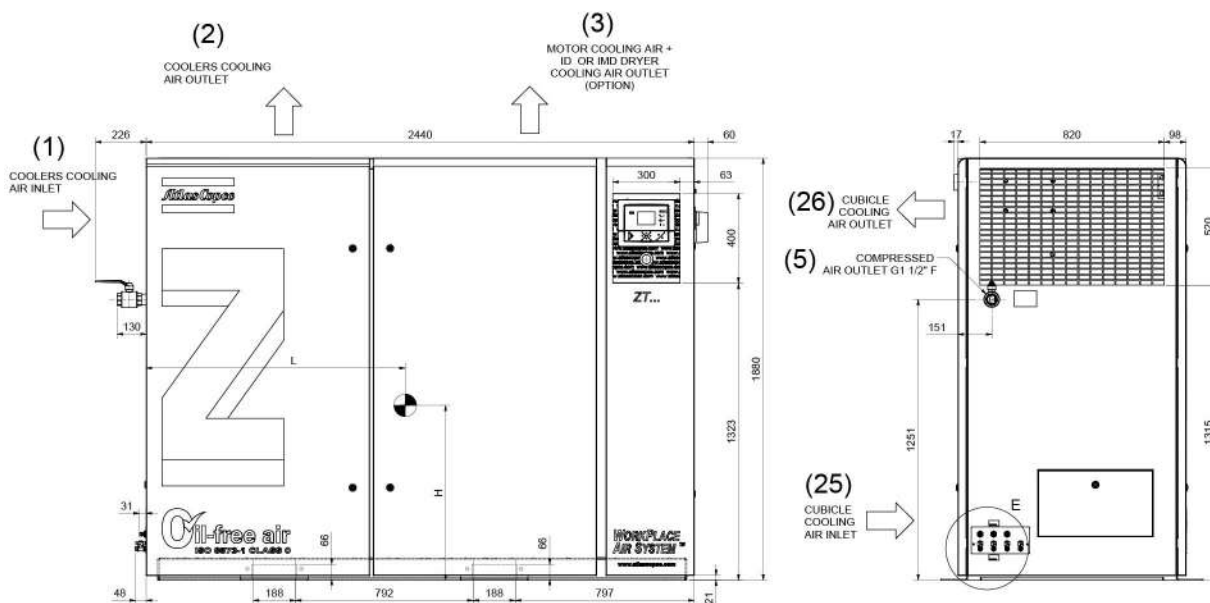 (2)
COOLERS COOLING
AIR OUTLET
(3)
MOTOR COOLING AIR +
ID OR IMD DRYER
COOLING AIR OUTLET
(OPTION)
226
2440
60
(1)
COOLERS COOLING
AIR INLET
Atlas Copco
300
63
400
ZT...
130
L
1880
1323
H
31
Oil-free air
ISO 8573-1 CLASS 0
66
66
WORKPLACE
AIR SYSTEM™
www.atlascopco.com
48
188
792
188
797
21
17
820
98
(26)
CUBICLE
COOLING
AIR OUTLET
520
(5)
COMPRESSED
AIR OUTLET G1 1/2" F
151
1251
1315
(25)
CUBICLE
COOLING
AIR INLET
E